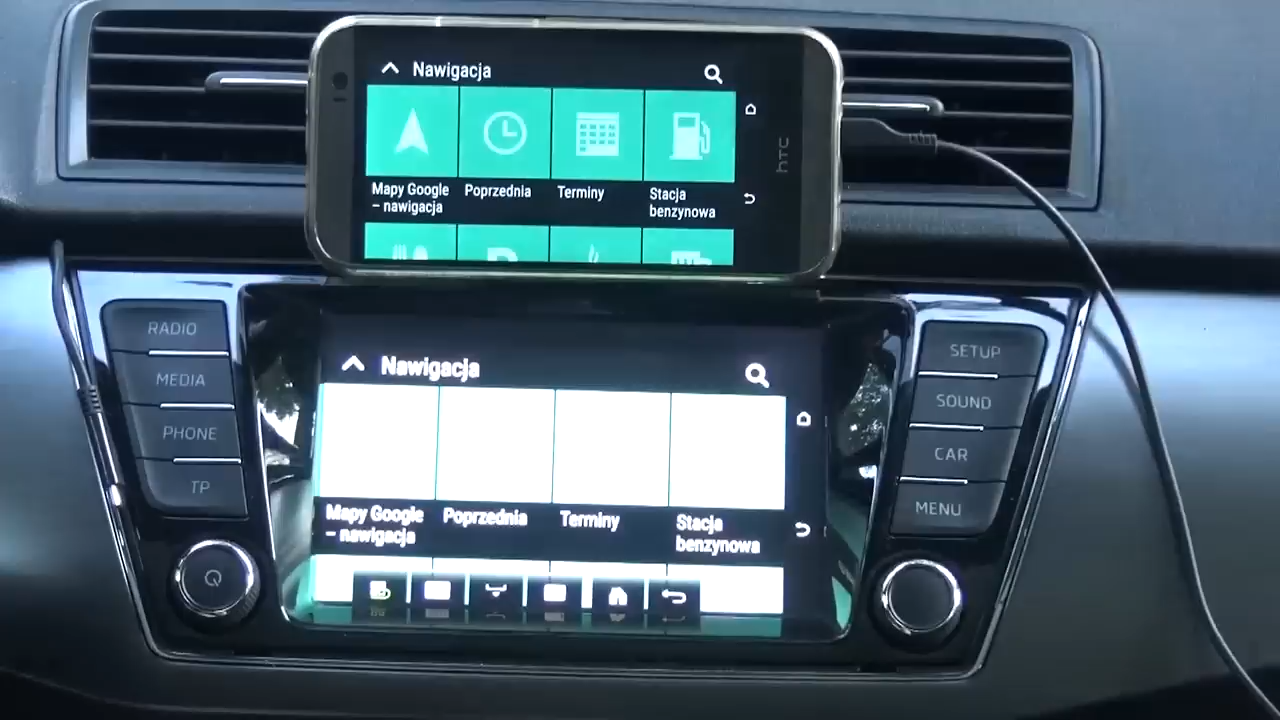 Nawigacja
Mapy Google
– nawigacja
Poprzednia
Terminy
Stacja
benzynowa
hTC
RADIO
MEDIA
PHONE
TP
Nawigacja
Mapy Google
– nawigacja
Poprzednia
Terminy
Stacja
benzynowa
SETUP
SOUND
CAR
MENU